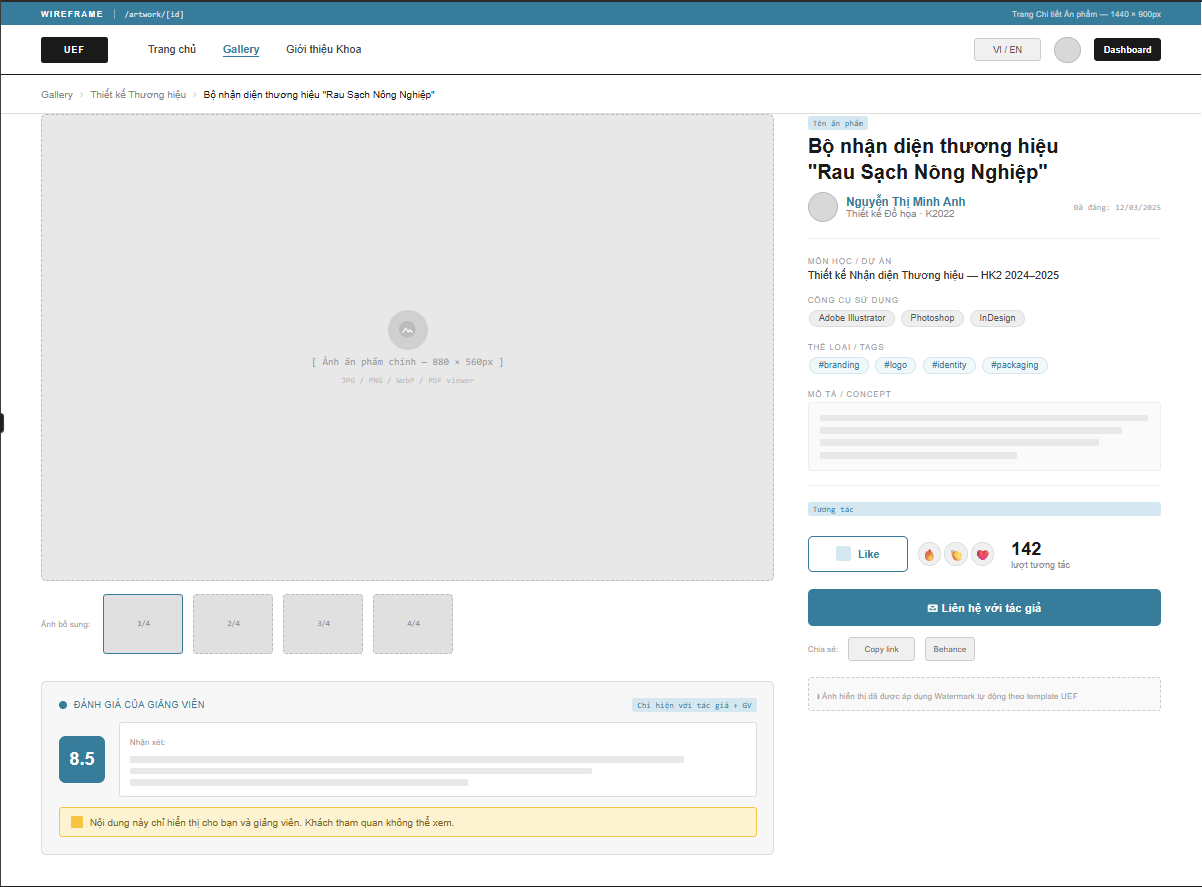 WIREFRAME | /artwork/[id]
Trang Chi tiết Ấn phẩm — 1440 × 900px
UEF
Trang chủ
Gallery
Giới thiệu Khoa
VI / EN
Dashboard
Gallery › Thiết kế Thương hiệu › Bộ nhận diện thương hiệu "Rau Sạch Nông Nghiệp"
[ Ảnh ấn phẩm chính — 880 × 560px ]
JPG / PNG / WebP / PDF viewer
Ảnh bổ sung:
1/4
2/4
3/4
4/4
ĐÁNH GIÁ CỦA GIẢNG VIÊN
Chỉ hiện với tác giả + GV
8.5
Nhận xét:
Nội dung này chỉ hiển thị cho bạn và giảng viên. Khách tham quan không thể xem.
Tên ấn phẩm
Bộ nhận diện thương hiệu
"Rau Sạch Nông Nghiệp"
Nguyễn Thị Minh Anh
Thiết kế Đồ họa · K2022
Đã đăng: 12/03/2025
MÔN HỌC / DỰ ÁN
Thiết kế Nhận diện Thương hiệu — HK2 2024–2025
CÔNG CỤ SỬ DỤNG
Adobe Illustrator
Photoshop
InDesign
THỂ LOẠI / TAGS
#branding
#logo
#identity
#packaging
MÔ TẢ / CONCEPT
Tương tác
Like
142
lượt tương tác
✉ Liên hệ với tác giả
Chia sẻ:
Copy link
Behance
ℹ Ảnh hiển thị đã được áp dụng Watermark tự động theo template UEF